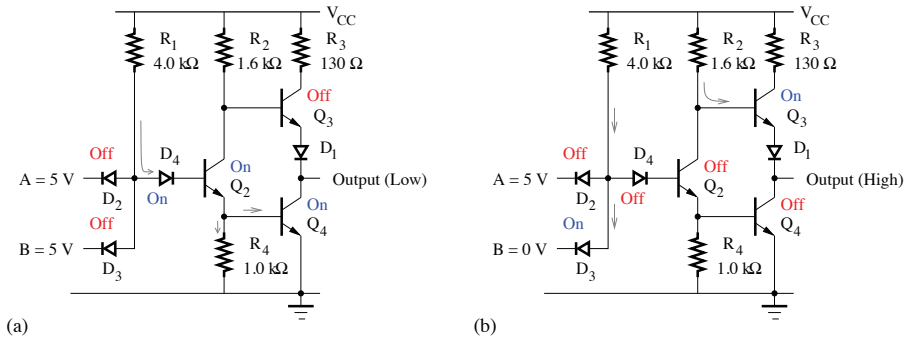 V_CC
R_1
4.0 kΩ
R_2
1.6 kΩ
R_3
130 Ω
Off
Q_3
D_1
D_4
Off
On
A = 5 V
Q_2
Output (Low)
D_2
On
On
Off
Q_4
B = 5 V
R_4
1.0 kΩ
D_3
(a)
V_CC
R_1
4.0 kΩ
R_2
1.6 kΩ
R_3
130 Ω
On
Q_3
D_1
D_4
Off
Off
A = 5 V
Q_2
Output (High)
D_2
Off
Off
On
Q_4
B = 0 V
R_4
1.0 kΩ
D_3
(b)